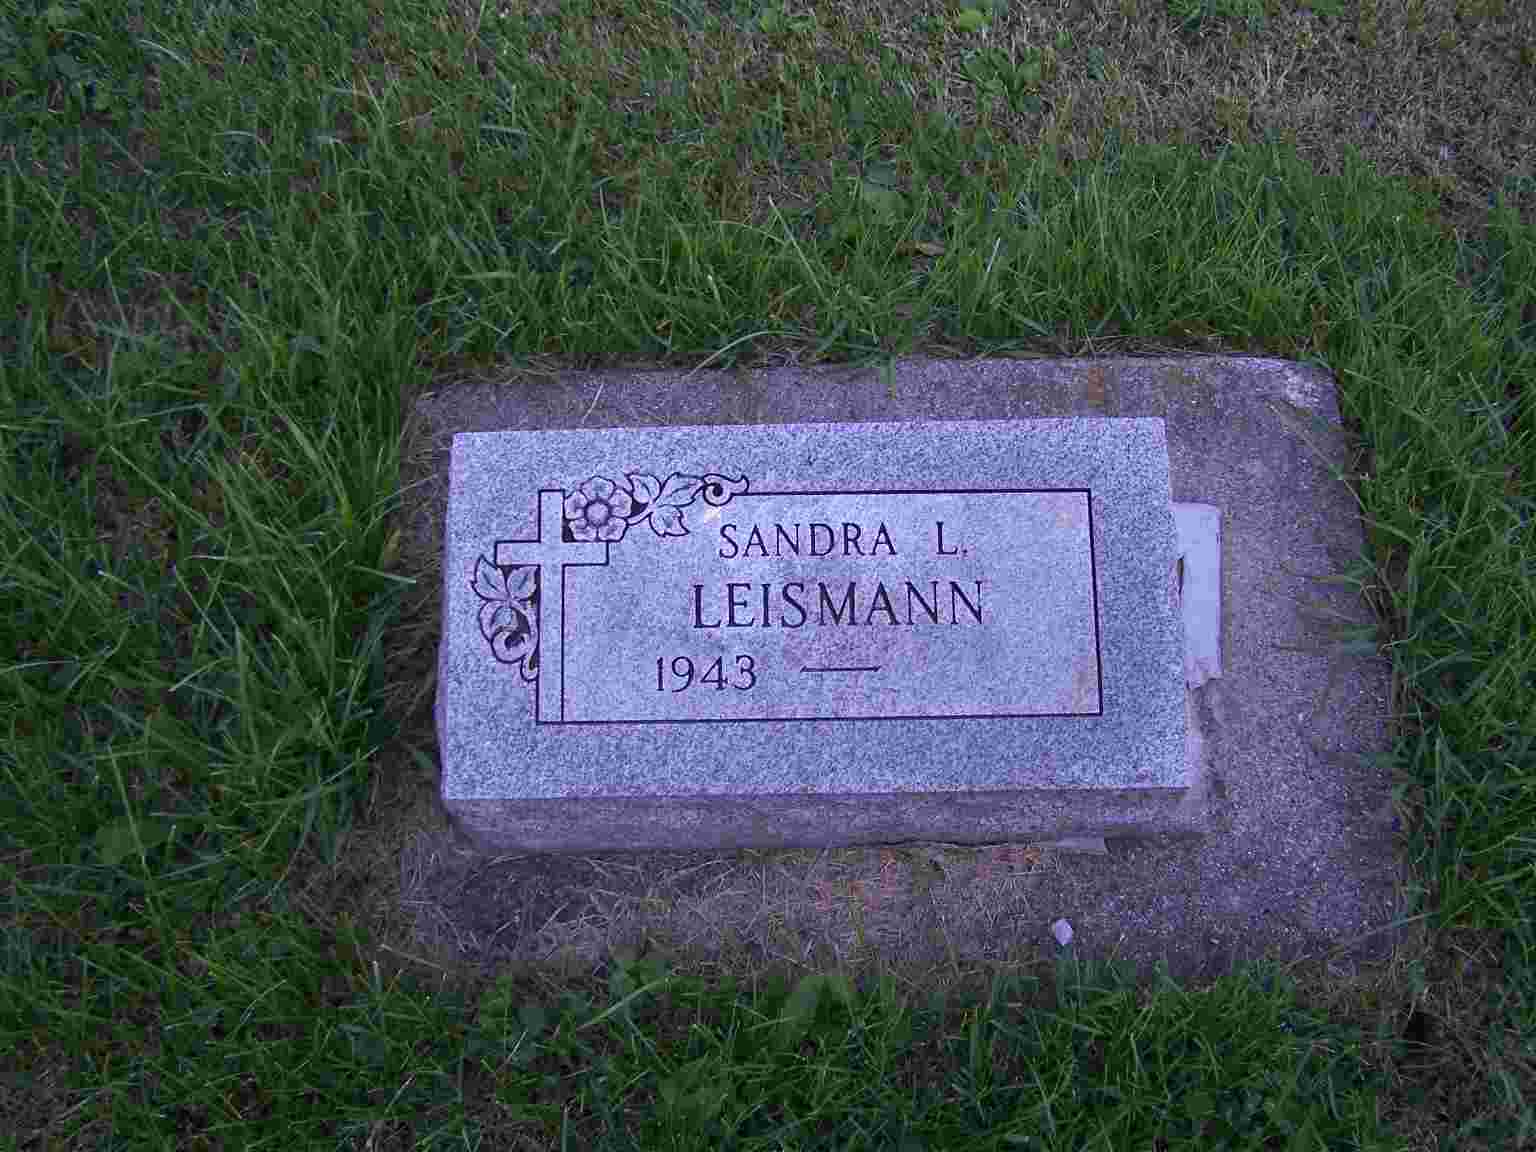 SANDRA L.
LEISMANN
1943 —